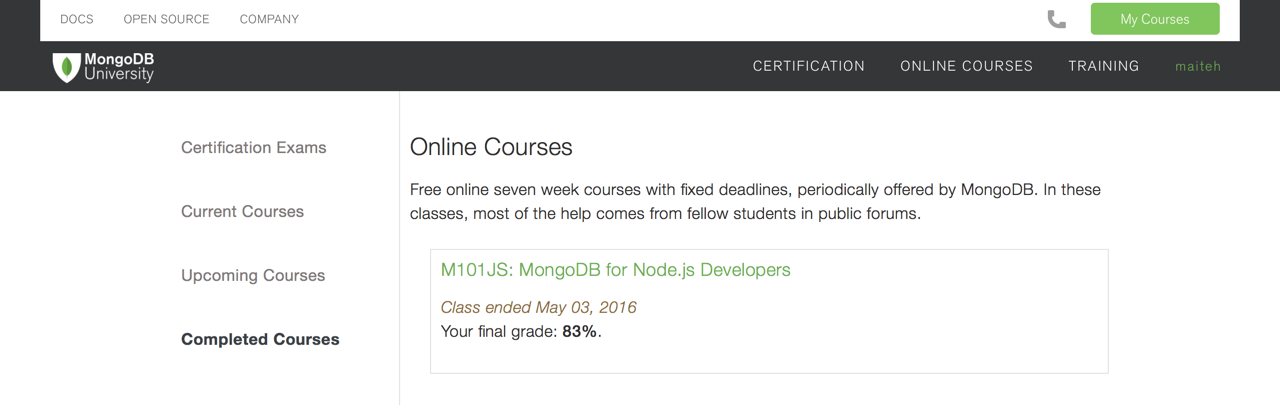 DOCS OPEN SOURCE COMPANY My Courses
MongoDB
University
CERTIFICATION ONLINE COURSES TRAINING maiteh
Certification Exams
Current Courses
Upcoming Courses
Completed Courses
Online Courses
Free online seven week courses with fixed deadlines, periodically offered by MongoDB. In these
classes, most of the help comes from fellow students in public forums.
M101JS: MongoDB for Node.js Developers
Class ended May 03, 2016
Your final grade: 83%.